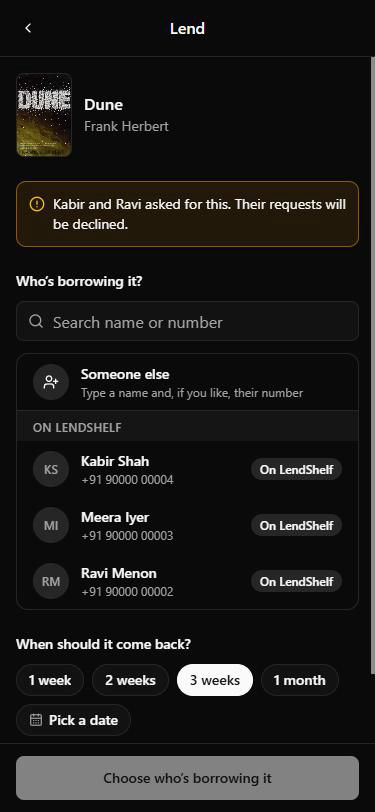 Lend
DUNE
Dune
Frank Herbert
Kabir and Ravi asked for this. Their requests will
be declined.
Who's borrowing it?
Search name or number
Someone else
Type a name and, if you like, their number
ON LENDSHELF
KS
Kabir Shah
+91 90000 00004
On LendShelf
MI
Meera Iyer
+91 90000 00003
On LendShelf
RM
Ravi Menon
+91 90000 00002
On LendShelf
When should it come back?
1 week
2 weeks
3 weeks
1 month
Pick a date
Choose who's borrowing it